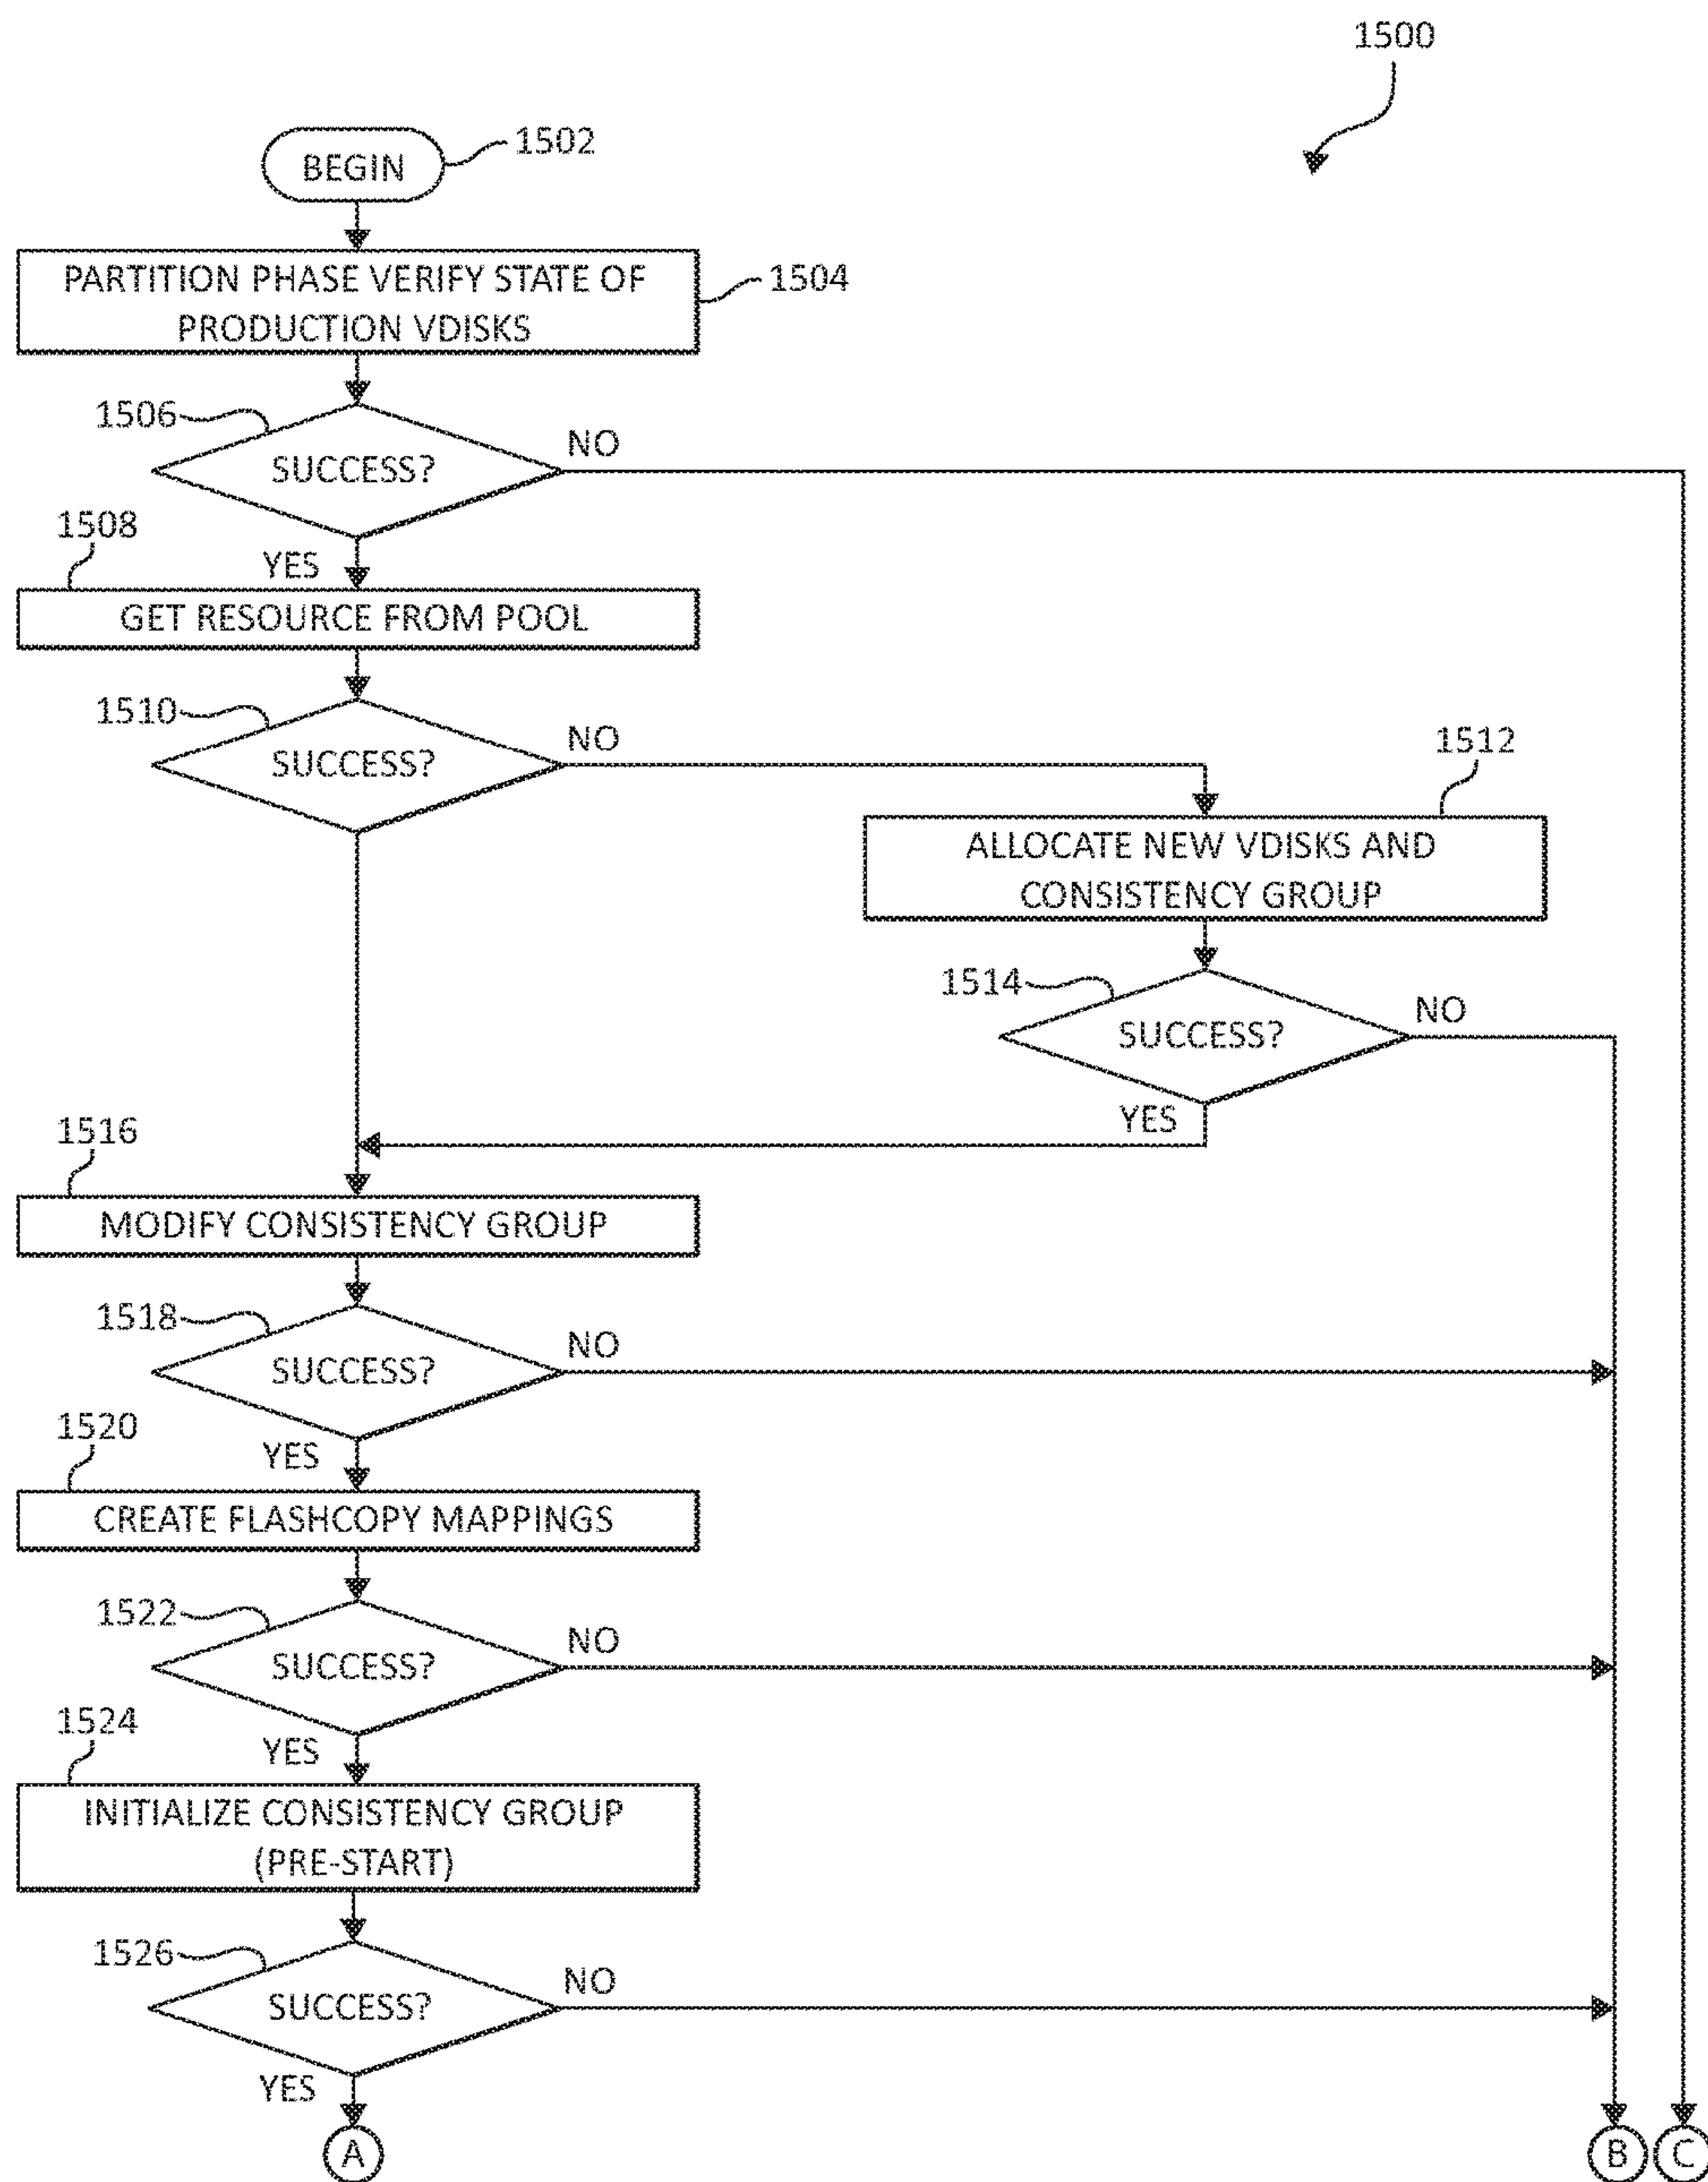 1500
BEGIN
1502
PARTITION PHASE VERIFY STATE OF
PRODUCTION VDISKS
1504
1506
SUCCESS?
NO
YES
1508
GET RESOURCE FROM POOL
1510
SUCCESS?
NO
1512
ALLOCATE NEW VDISKS AND
CONSISTENCY GROUP
1514
SUCCESS?
NO
YES
1516
MODIFY CONSISTENCY GROUP
1518
SUCCESS?
NO
YES
1520
CREATE FLASHCOPY MAPPINGS
1522
SUCCESS?
NO
YES
1524
INITIALIZE CONSISTENCY GROUP
(PRE-START)
1526
SUCCESS?
NO
YES
A
B
C